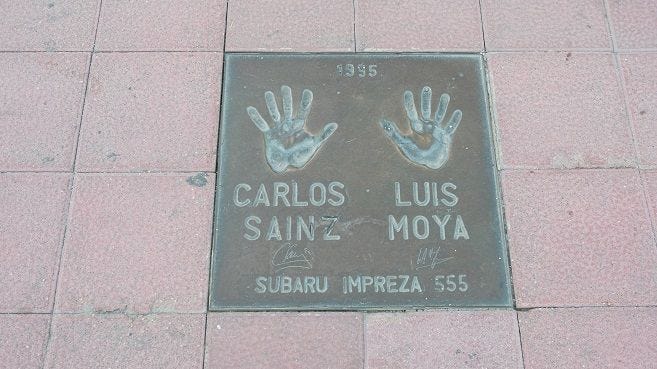 1995
CARLOS LUIS
SAINZ MOYA
SUBARU IMPREZA 555